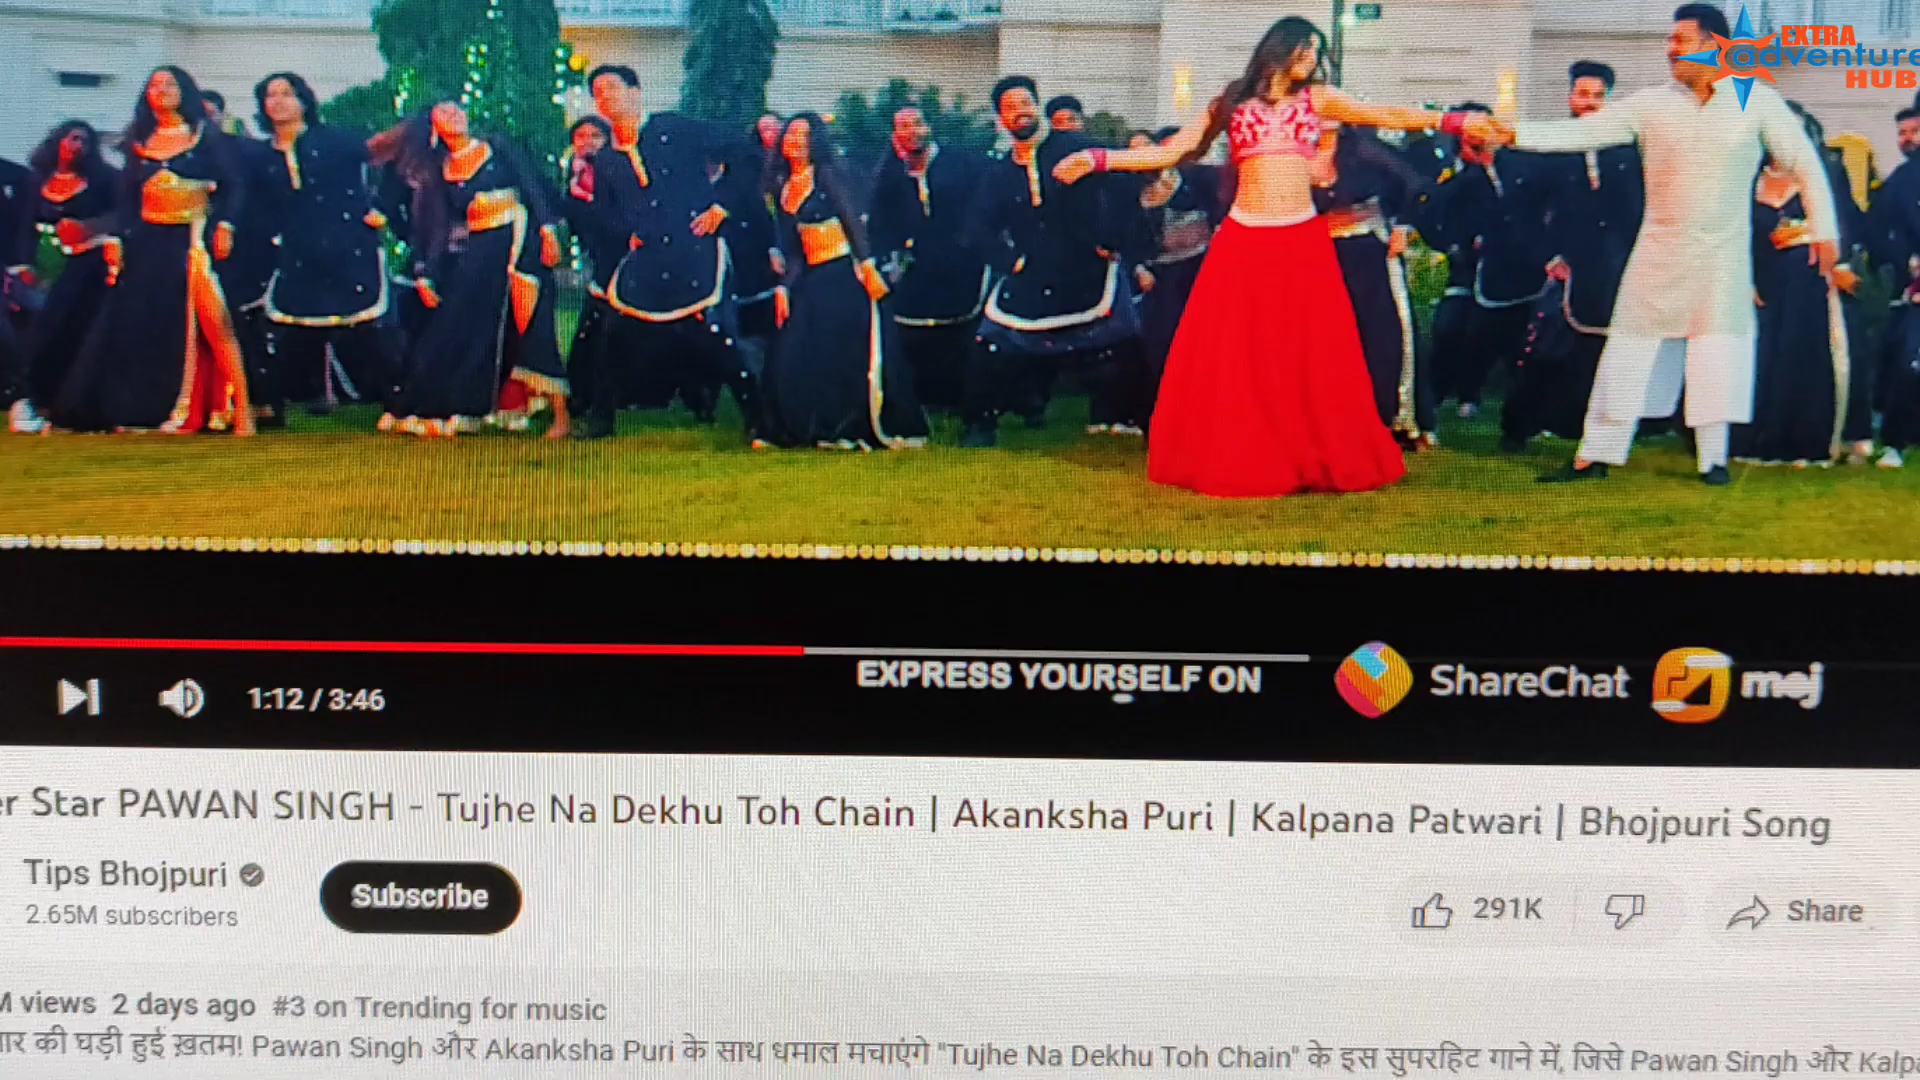 EXTRA
adventure
HUB
EXPRESS YOURSELF ON ShareChat moj
1:12 / 3:46
Star PAWAN SINGH - Tujhe Na Dekhu Toh Chain | Akanksha Puri | Kalpana Patwari | Bhojpuri Song
Tips Bhojpuri
2.65M subscribers
Subscribe
291K
Share
M views 2 days ago #3 on Trending for music
की घड़ी हुई ख़तम! Pawan Singh और Akanksha Puri के साथ धमाल मचाएंगे "Tujhe Na Dekhu Toh Chain" के इस सुपरहिट गाने में, जिसे Pawan Singh और